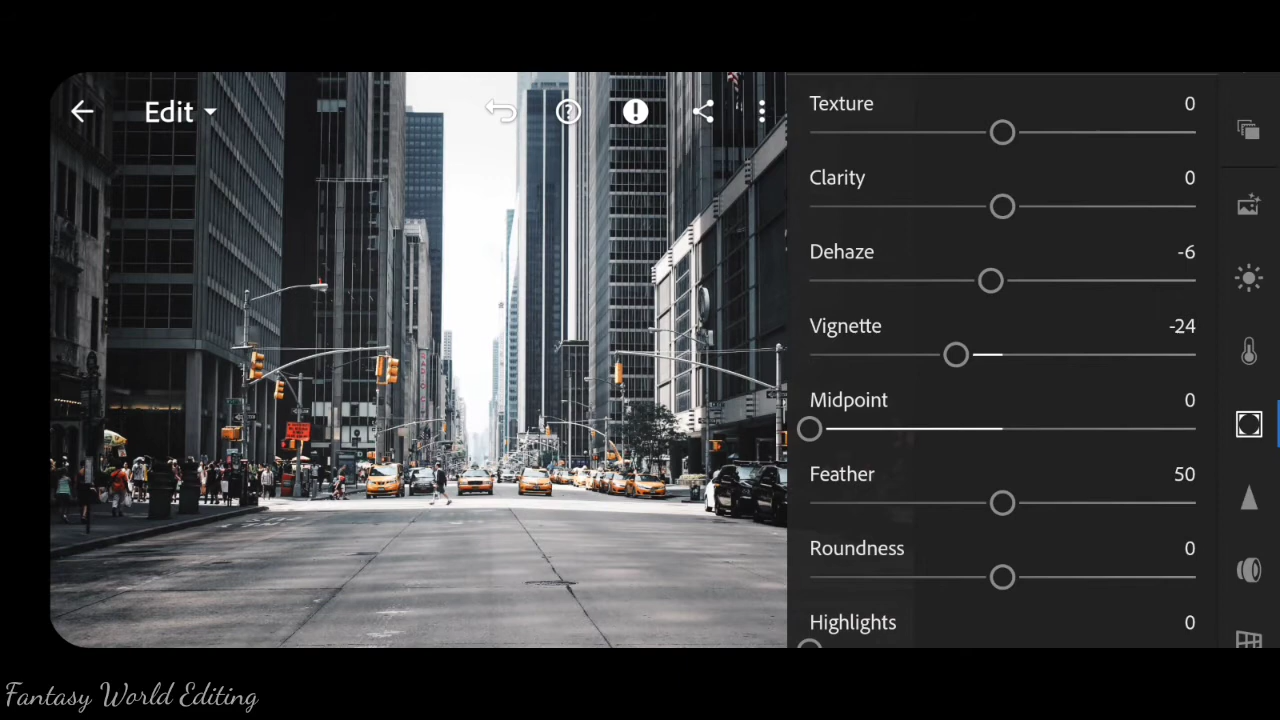 Edit
Texture 0
Clarity 0
Dehaze -6
Vignette -24
Midpoint 0
Feather 50
Roundness 0
Highlights 0
Fantasy World Editing